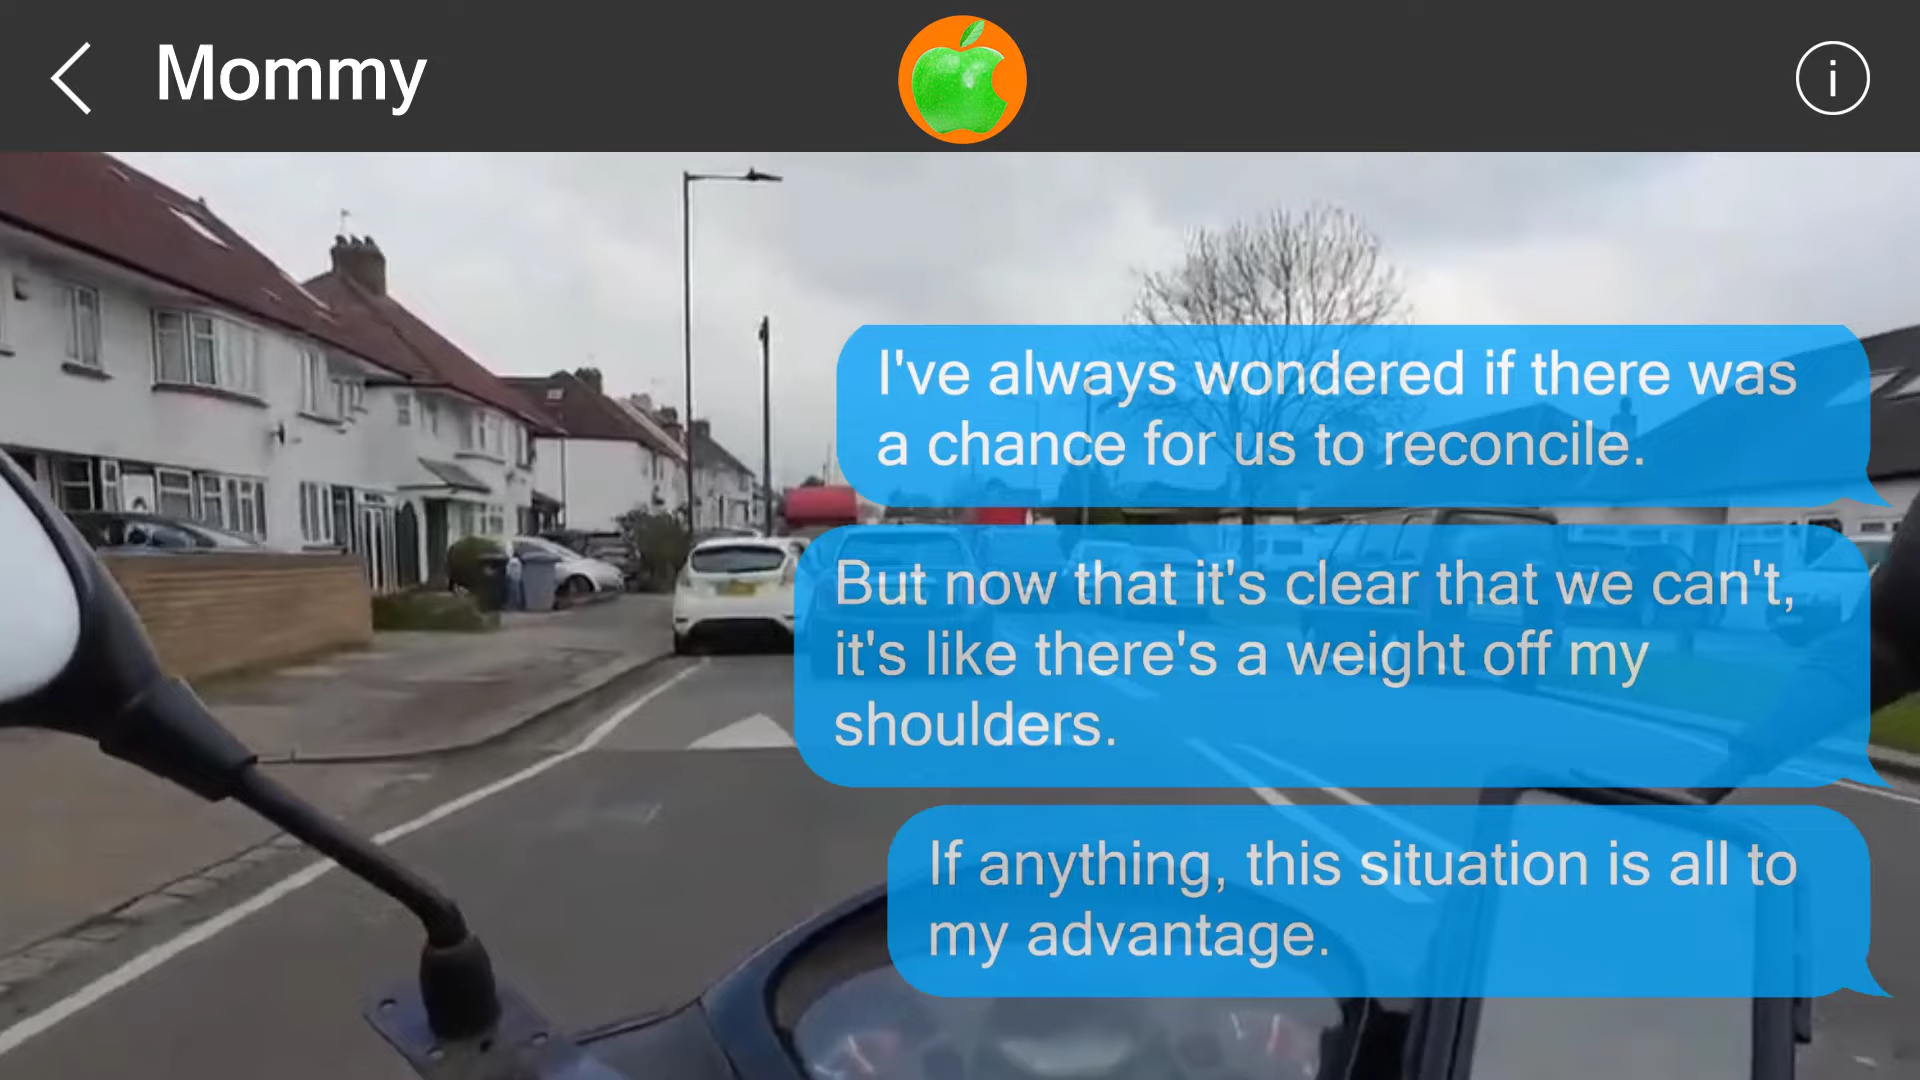 Mommy
I've always wondered if there was
a chance for us to reconcile.
But now that it's clear that we can't,
it's like there's a weight off my
shoulders.
If anything, this situation is all to
my advantage.